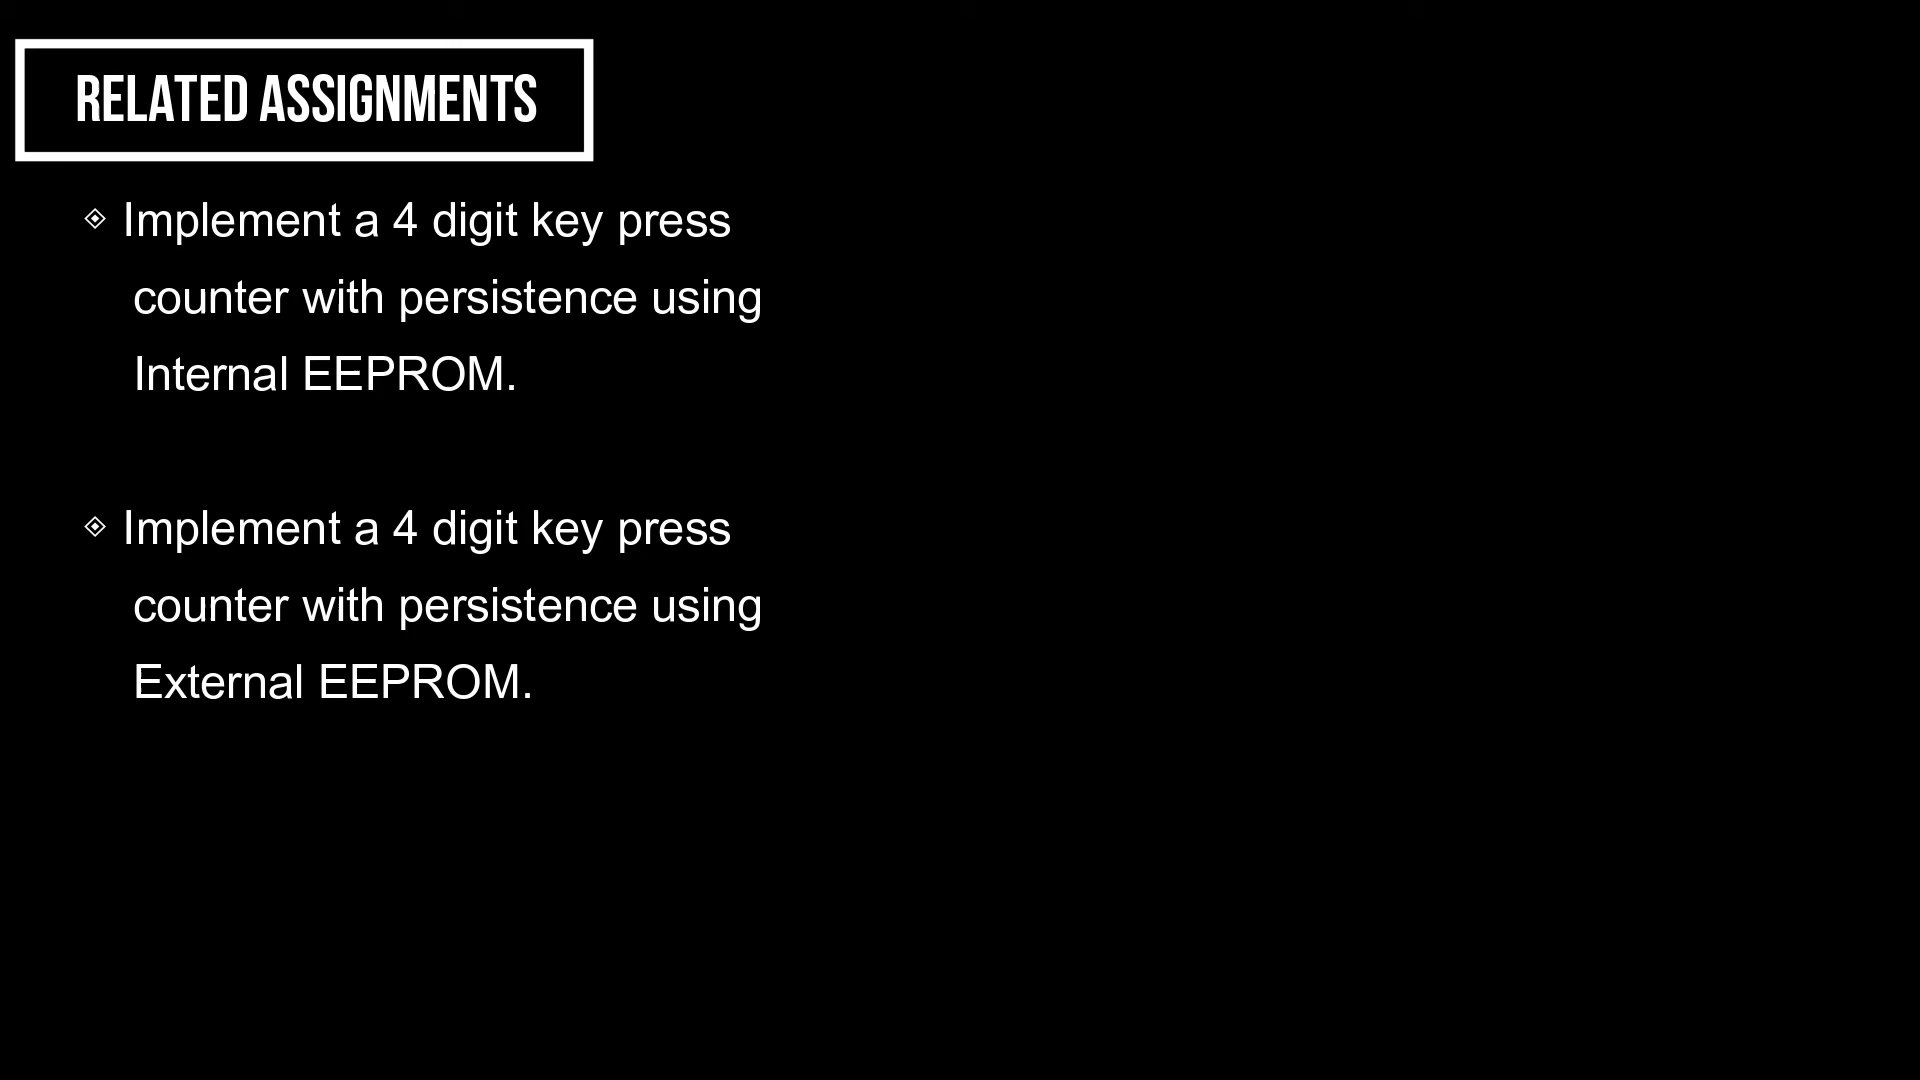 RELATED ASSIGNMENTS
Implement a 4 digit key press
counter with persistence using
Internal EEPROM.
Implement a 4 digit key press
counter with persistence using
External EEPROM.